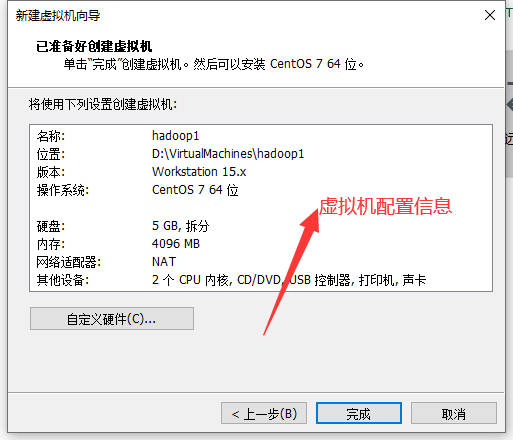 新建虚拟机向导
已准备好创建虚拟机
单击“完成”创建虚拟机。然后可以安装 CentOS 7 64 位。
将使用下列设置创建虚拟机:
名称: hadoop1
位置: D:\VirtualMachines\hadoop1
版本: Workstation 15.x
操作系统: CentOS 7 64 位
虚拟机配置信息
硬盘: 5 GB, 拆分
内存: 4096 MB
网络适配器: NAT
其他设备: 2 个 CPU 内核, CD/DVD, USB 控制器, 打印机, 声卡
自定义硬件(C)...
< 上一步(B) 完成 取消